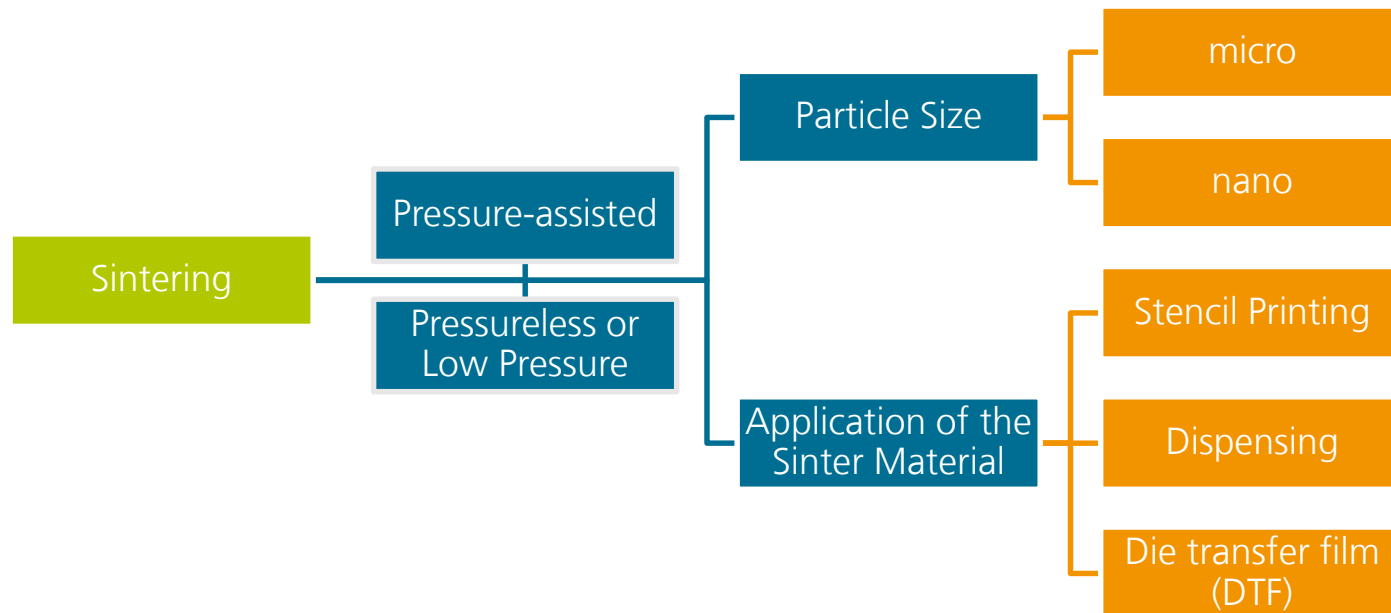 Sintering
Pressure-assisted
Pressureless or
Low Pressure
Particle Size
micro
nano
Application of the
Sinter Material
Stencil Printing
Dispensing
Die transfer film
(DTF)